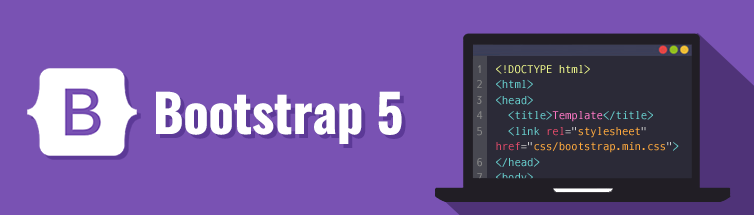 B
Bootstrap 5
1 <!DOCTYPE html>
2 <html>
3 <head>
4 <title>Template</title>
5 <link rel="stylesheet"
href="css/bootstrap.min.css">
6 </head>
7 <body>